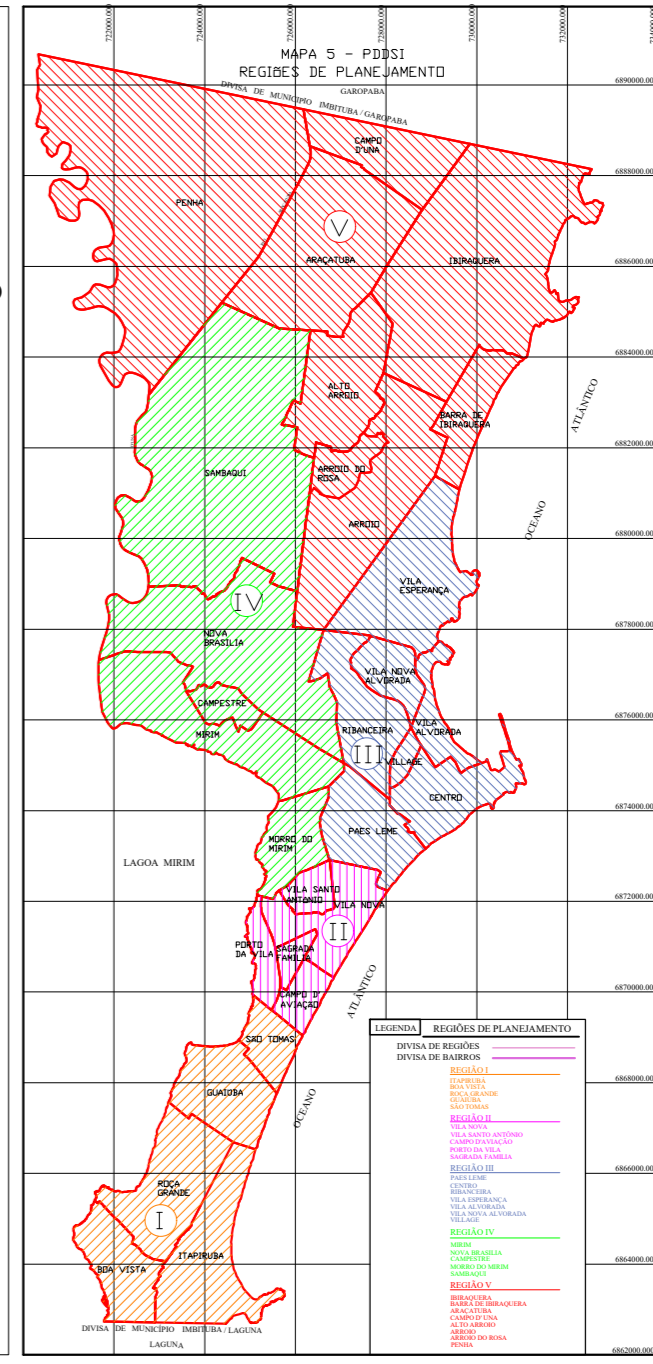 722000.00
724000.00
726000.00
728000.00
730000.00
732000.00
MAPA 5 - PDDSI
REGIÕES DE PLANEJAMENTO
6890000.00
GAROPABA
DIVISA DE MUNICIPIO IMBITUBA / GAROPABA
CAMPO
D'UNA
6888000.00
PENHA
V
ARAÇATUBA
IBIRAQUERA
6886000.00
6884000.00
ALTO
ARROIO
BARRA DE
IBIRAQUERA
ATLÂNTICO
6882000.00
SAMBAQUI
ARROIO DO
ROSA
ARROIO
OCEANO
6880000.00
VILA
ESPERANÇA
IV
NOVA
BRASILIA
6878000.00
VILA NOVA
ALVORADA
CAMPESTRE
MIRIM
RIBANCEIRA
VILA
ALVORADA
6876000.00
III
VILLAGE
CENTRO
6874000.00
PAES LEME
MORRO DO
MIRIM
LAGOA MIRIM
6872000.00
VILA SANTO
ANTONIO
VILA NOVA
II
PORTO
DA VILA
SAGRADA
FAMILIA
6870000.00
CAMPO D'
AVIAÇÃO
ATLÂNTICO
SÃO TOMAS
OCEANO
6868000.00
GUAIUBA
6866000.00
ROÇA
GRANDE
I
ITAPIRUBA
BOA VISTA
6864000.00
DIVISA DE MUNICÍPIO IMBITUBA / LAGUNA
LAGUNA
6862000.00
LEGENDA
REGIÕES DE PLANEJAMENTO
DIVISA DE REGIÕES
DIVISA DE BAIRROS
REGIÃO I
ITAPIRUBÁ
BOA VISTA
ROÇA GRANDE
GUAIÚBA
SÃO TOMAS
REGIÃO II
VILA NOVA
VILA SANTO ANTÔNIO
CAMPO D'AVIAÇÃO
PORTO DA VILA
SAGRADA FAMILIA
REGIÃO III
PAES LEME
CENTRO
RIBANCEIRA
VILA ESPERANÇA
VILA ALVORADA
VILA NOVA ALVORADA
VILLAGE
REGIÃO IV
MIRIM
NOVA BRASILIA
CAMPESTRE
MORRO DO MIRIM
SAMBAQUI
REGIÃO V
IBIRAQUERA
BARRA DE IBIRAQUERA
ARAÇATUBA
CAMPO D' UNA
ALTO ARROIO
ARROIO
ARROIO DO ROSA
PENHA